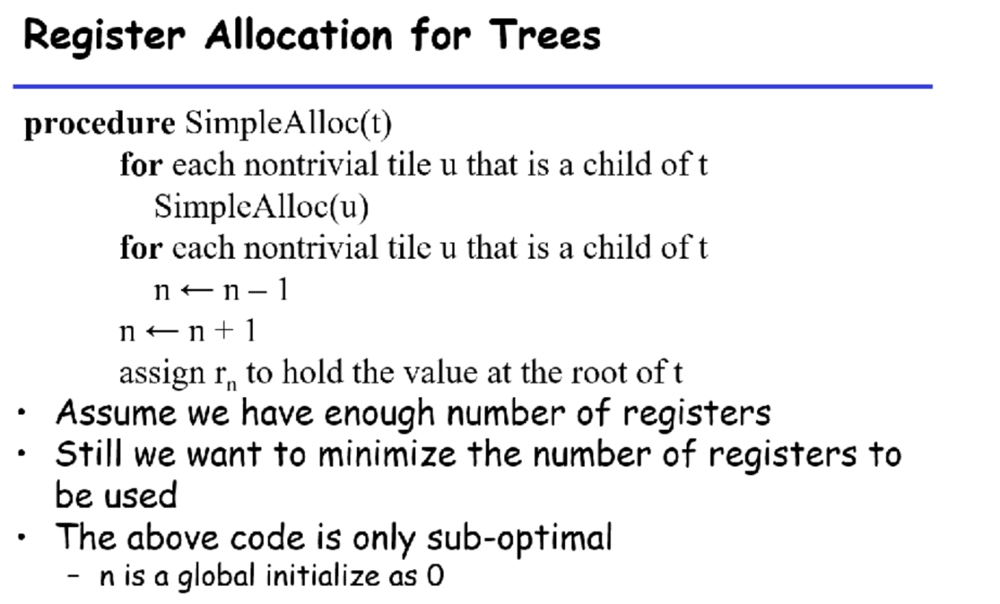 Register Allocation for Trees
procedure SimpleAlloc(t)
for each nontrivial tile u that is a child of t
SimpleAlloc(u)
for each nontrivial tile u that is a child of t
n ← n – 1
n ← n + 1
assign rₙ to hold the value at the root of t
• Assume we have enough number of registers
• Still we want to minimize the number of registers to
be used
• The above code is only sub-optimal
– n is a global initialize as 0